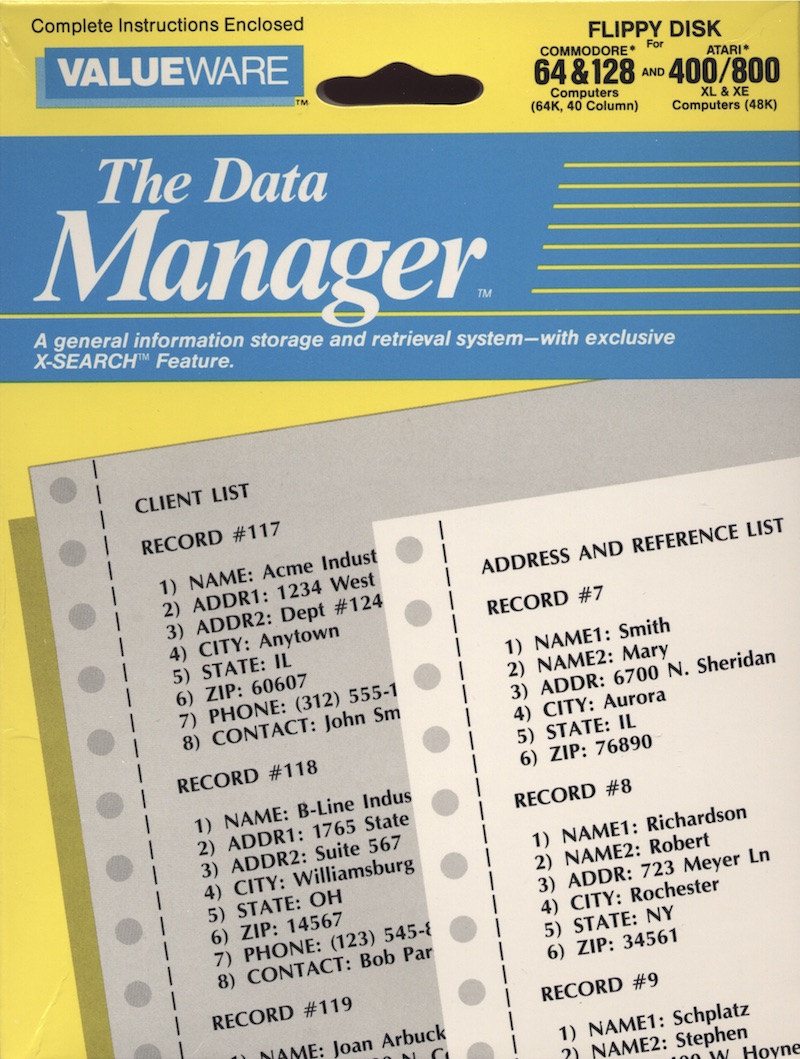 Complete Instructions Enclosed
VALUEWARE™
FLIPPY DISK
For
COMMODORE*
64 & 128
Computers
(64K, 40 Column)
AND
ATARI*
400/800
XL & XE
Computers (48K)
The Data
Manager™
A general information storage and retrieval system—with exclusive
X-SEARCH™ Feature.
CLIENT LIST
RECORD #117
1) NAME: Acme Indust
2) ADDR1: 1234 West
3) ADDR2: Dept #124
4) CITY: Anytown
5) STATE: IL
6) ZIP: 60607
7) PHONE: (312) 555-1
8) CONTACT: John Sm
RECORD #118
1) NAME: B-Line Indus
2) ADDR1: 1765 State
3) ADDR2: Suite 567
4) CITY: Williamsburg
5) STATE: OH
6) ZIP: 14567
7) PHONE: (123) 545-8
8) CONTACT: Bob Par
RECORD #119
1) NAME: Joan Arbuck
ADDRESS AND REFERENCE LIST
RECORD #7
1) NAME1: Smith
2) NAME2: Mary
3) ADDR: 6700 N. Sheridan
4) CITY: Aurora
5) STATE: IL
6) ZIP: 76890
RECORD #8
1) NAME1: Richardson
2) NAME2: Robert
3) ADDR: 723 Meyer Ln
4) CITY: Rochester
5) STATE: NY
6) ZIP: 34561
RECORD #9
1) NAME1: Schplatz
2) NAME2: Stephen
W. Hoyne